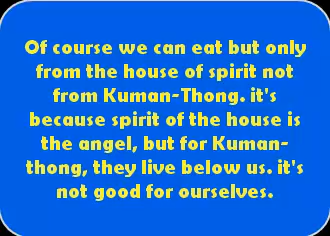 Of course we can eat but only
from the house of spirit not
from Kuman-Thong. it's
because spirit of the house is
the angel, but for Kuman-
thong, they live below us. it's
not good for ourselves.